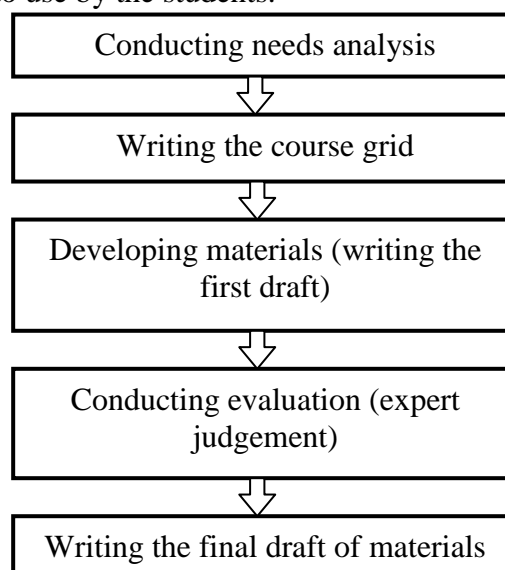 to use by the students.
Conducting needs analysis
Writing the course grid
Developing materials (writing the
first draft)
Conducting evaluation (expert
judgement)
Writing the final draft of materials